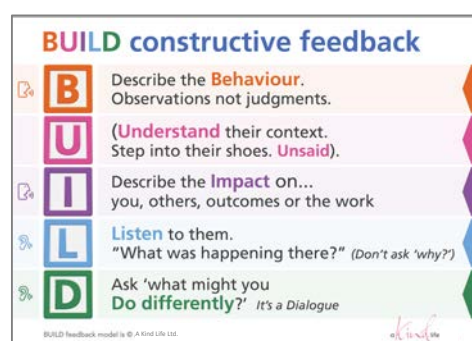 BUILD constructive feedback
B
Describe the Behaviour.
Observations not judgments.
U
(Understand their context.
Step into their shoes. Unsaid).
I
Describe the Impact on...
you, others, outcomes or the work
L
Listen to them.
"What was happening there?" (Don't ask 'why?')
D
Ask 'what might you
Do differently?' It's a Dialogue
BUILD feedback model is © A Kind Life Ltd.
a Kind life